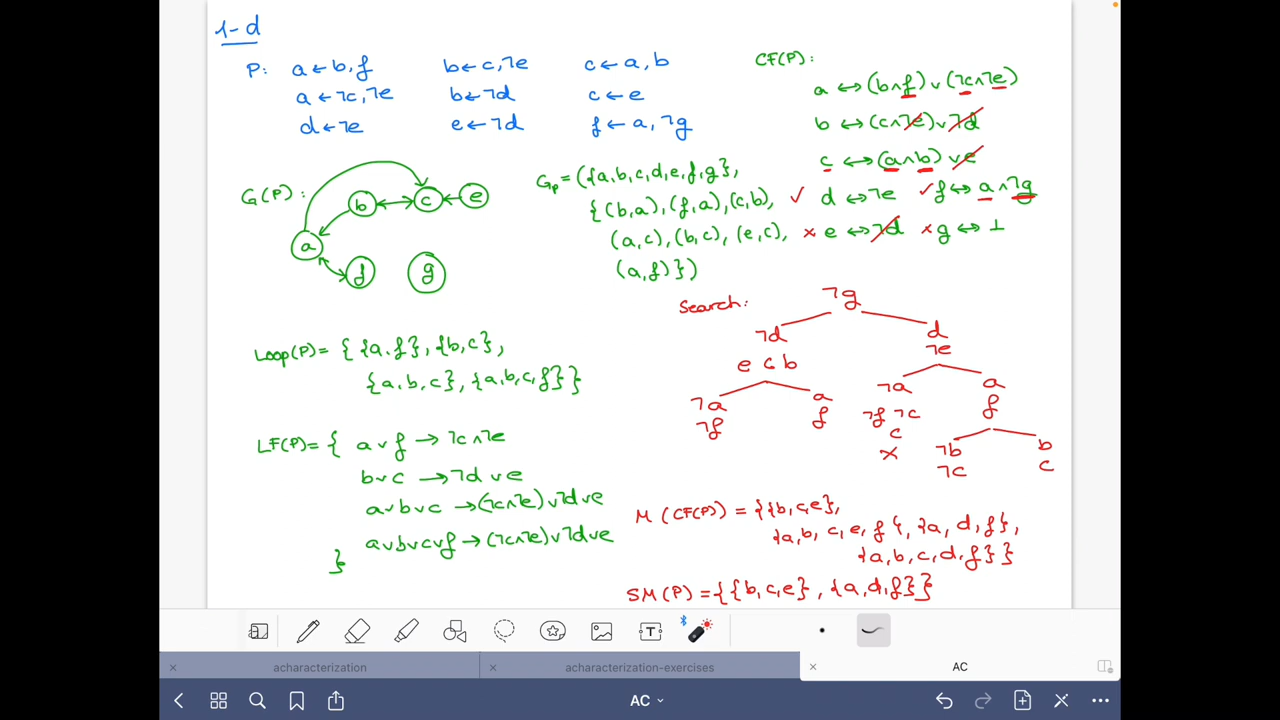 1-d
P: a ← b, f    b ← c, ¬e    c ← a, b
a ← ¬c, ¬e    b ← ¬d    c ← e
d ← ¬e    e ← ¬d    f ← a, ¬g
CF(P):
a ↔ (b ∧ f) ∨ (¬c ∧ ¬e)
b ↔ (c ∧ ¬e) ∨ ¬d
c ↔ (a ∧ b) ∨ e
✓ d ↔ ¬e ✓ f ↔ a ∧ ¬g
× e ↔ ¬d × g ↔ ⊥
G(P):
b c e
a
f g
Gp = ({a,b,c,d,e,f,g},
{(b,a),(f,a),(c,b),
(a,c),(b,c),(e,c),
(a,f)})
Search:
¬g
¬d d
¬e
e c b
¬a a ¬a a
¬f f ¬f ¬c f
c
× ¬b b
¬c c
Loop(P) = { {a,f}, {b,c},
{a,b,c}, {a,b,c,f}}
LF(P) = { a ∨ f → ¬c ∧ ¬e
b ∨ c → ¬d ∨ e
a ∨ b ∨ c → (¬c ∧ ¬e) ∨ ¬d ∨ e
a ∨ b ∨ c ∨ f → (¬c ∧ ¬e) ∨ ¬d ∨ e
}
M(CF(P)) = {{b,c,e},
{a,b,c,e,f}, {a,d,f},
{a,b,c,d,f}}
SM(P) = {{b,c,e}, {a,d,f}}
T
acharacterization
acharacterization-exercises
AC
AC